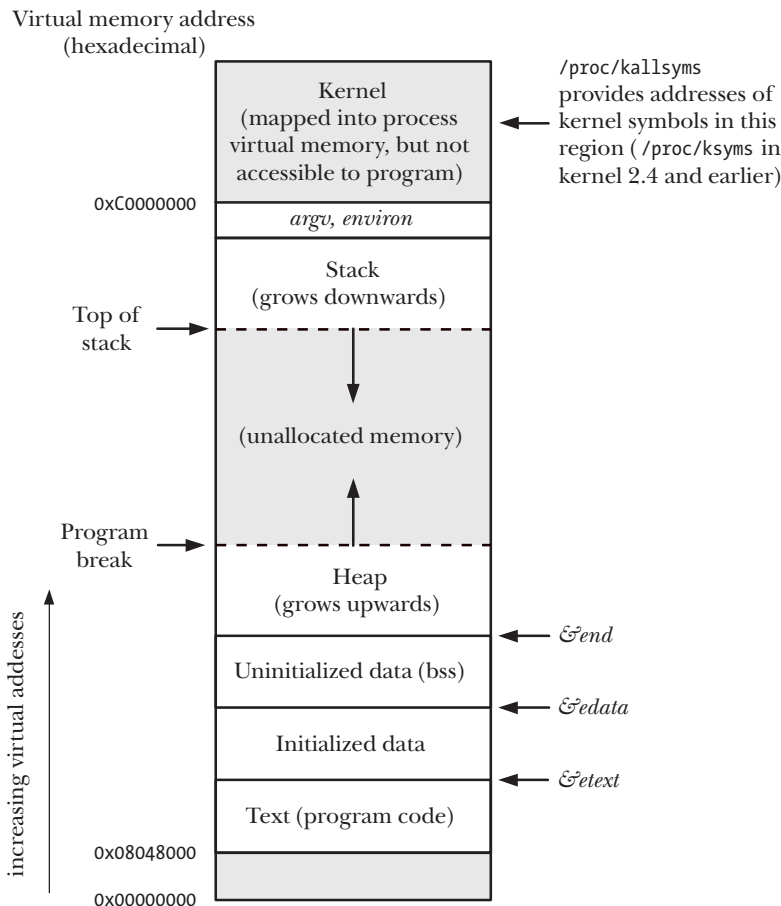 Virtual memory address
(hexadecimal)
/proc/kallsyms
provides addresses of
kernel symbols in this
region (/proc/ksyms in
kernel 2.4 and earlier)
Kernel
(mapped into process
virtual memory, but not
accessible to program)
0xC0000000
argv, environ
Stack
(grows downwards)
Top of
stack
(unallocated memory)
Program
break
Heap
(grows upwards)
&end
Uninitialized data (bss)
&edata
Initialized data
&etext
Text (program code)
increasing virtual addesses
0x08048000
0x00000000